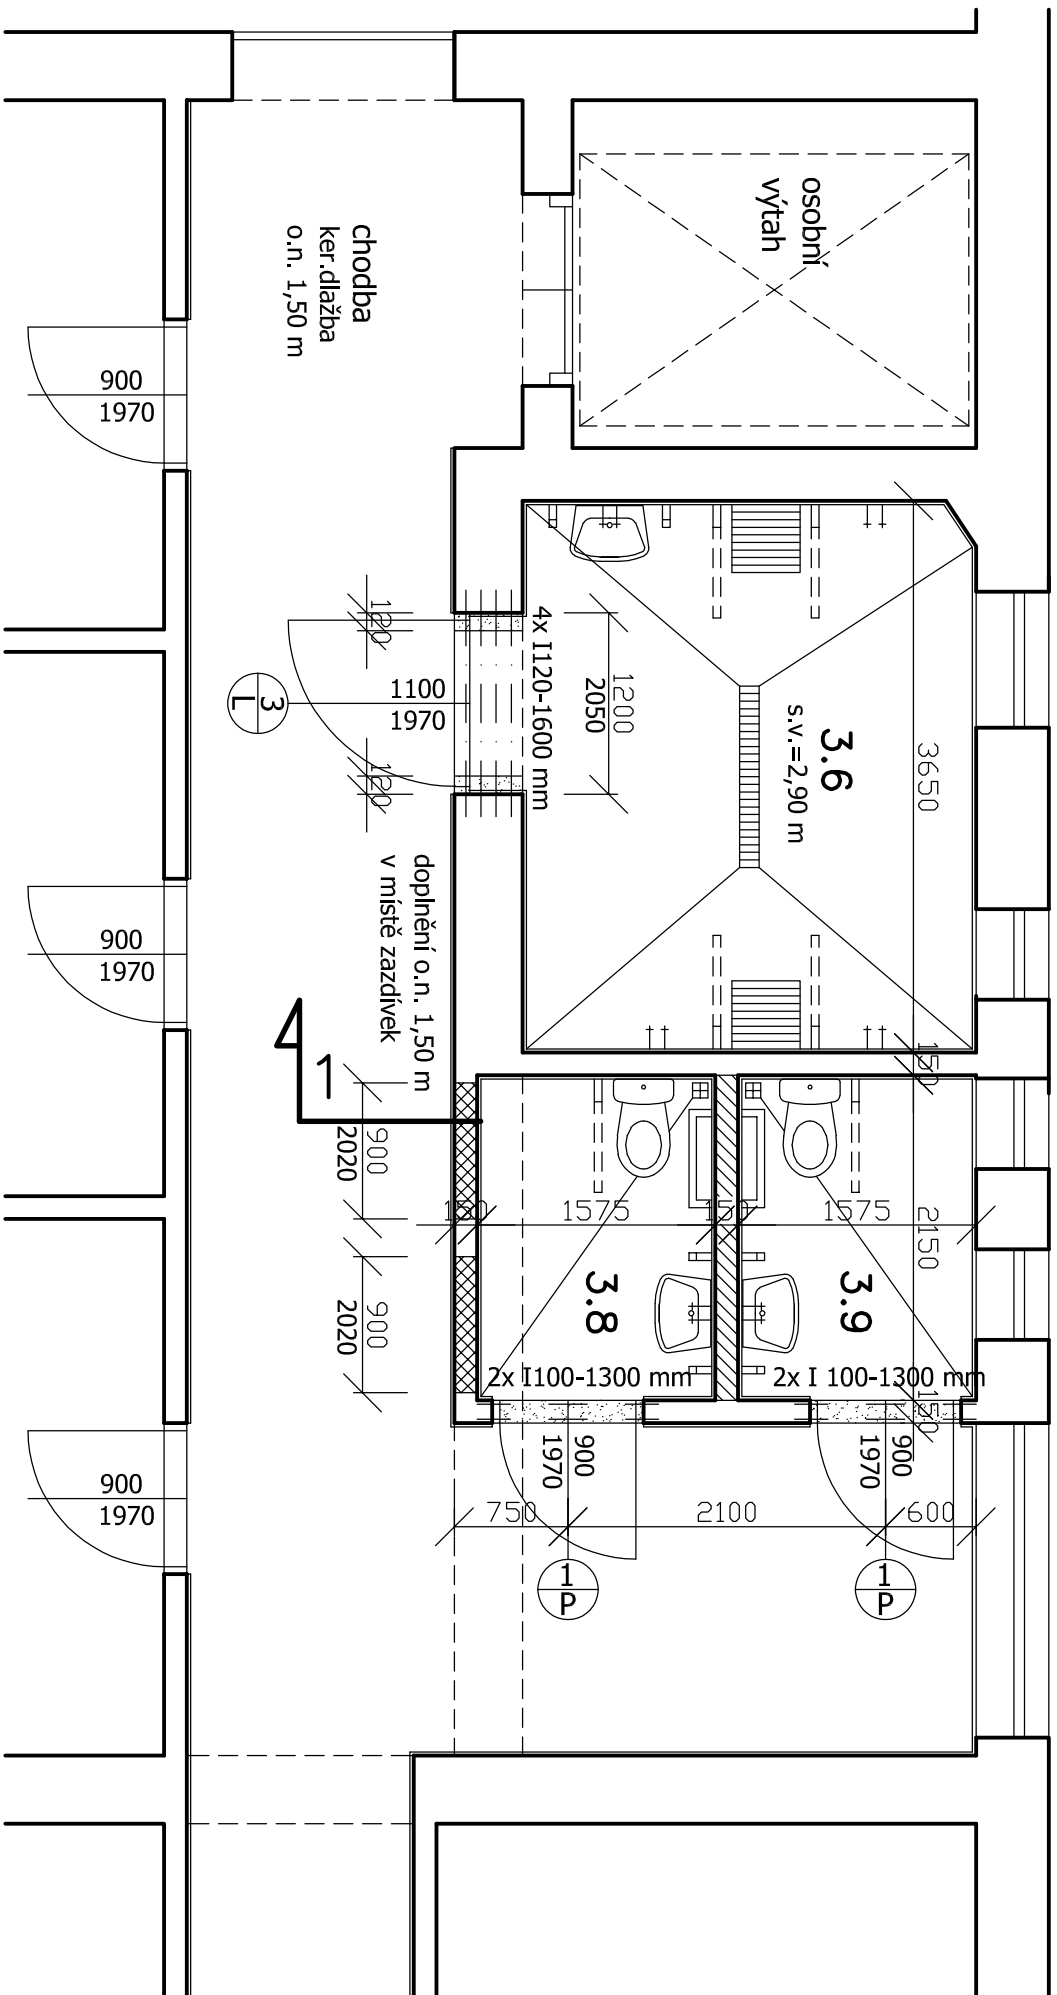 osobní
výtah
chodba
ker.dlažba
o.n. 1,50 m
900
1970
900
1970
900
1970
3.6
s.v.=2,90 m
3650
1200
2050
4x I120-1600 mm
120
1100
1970
120
3
L
doplnění o.n. 1,50 m
v místě zazdívek
1
900
2020
900
2020
150
1575
150
1575
150
2150
150
3.8
3.9
2x I100-1300 mm
2x I 100-1300 mm
900
1970
900
1970
750
2100
600
1
P
1
P